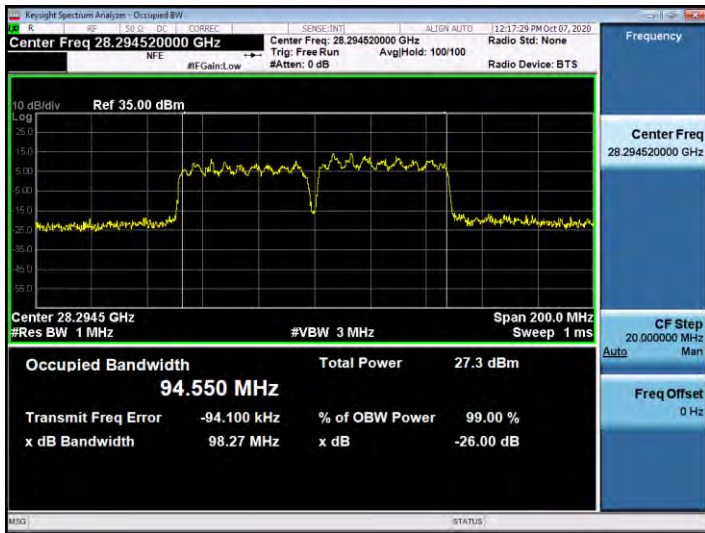 Keysight Spectrum Analyzer - Occupied BW
R RF 50 Ω DC CORREC SENSE:INT ALIGN AUTO 12:17:29 PM Oct 07, 2020
Center Freq 28.294520000 GHz
Center Freq: 28.294520000 GHz
Radio Std: None
NFE
Trig: Free Run
Avg|Hold: 100/100
#IFGain:Low
#Atten: 0 dB
Radio Device: BTS
10 dB/div Ref 35.00 dBm
Log
25.0
15.0
5.00
-5.00
-15.0
-25.0
-35.0
-45.0
-55.0
Center 28.2945 GHz
Span 200.0 MHz
#Res BW 1 MHz
#VBW 3 MHz
Sweep 1 ms
Occupied Bandwidth
Total Power 27.3 dBm
94.550 MHz
Transmit Freq Error -94.100 kHz
% of OBW Power 99.00 %
x dB Bandwidth 98.27 MHz
x dB -26.00 dB
MSG
STATUS
Frequency
Center Freq
28.294520000 GHz
CF Step
20.000000 MHz
Auto Man
Freq Offset
0 Hz